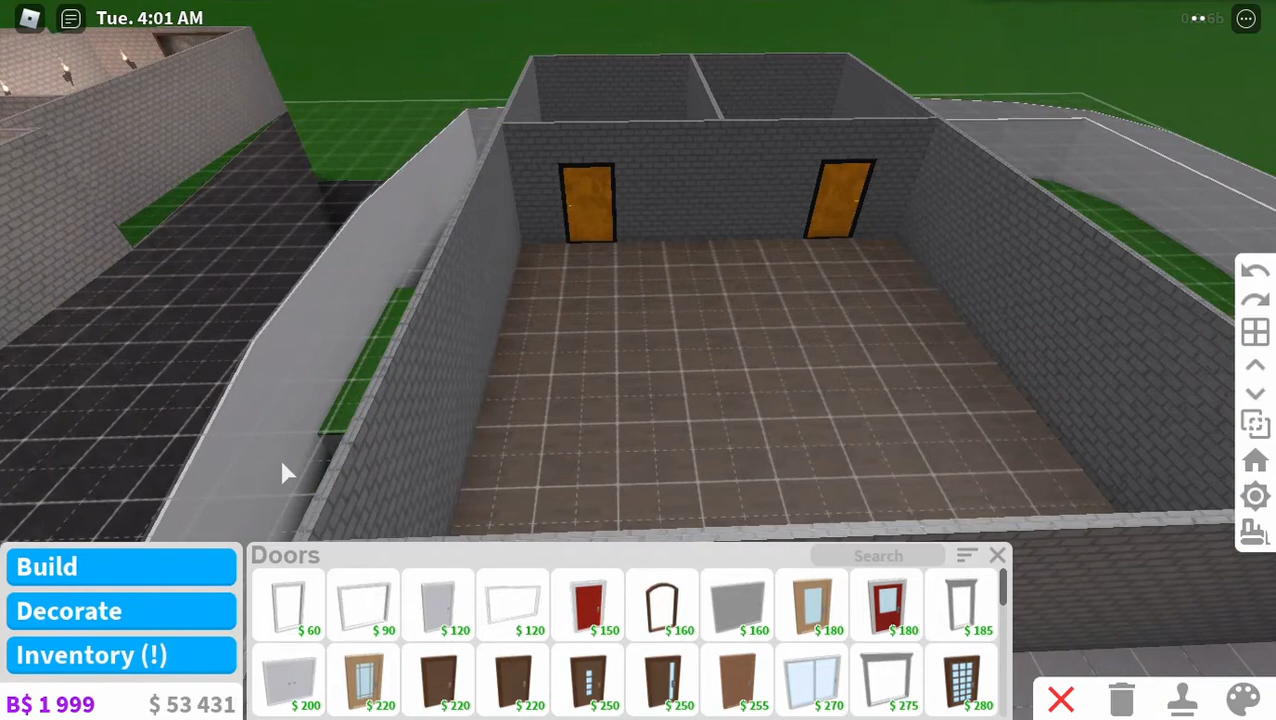 Tue. 4:01 AM
Build
Decorate
Inventory (!)
B$ 1 999 $ 53 431
Doors
Search
$ 60 $ 90 $ 120 $ 120 $ 150 $ 160 $ 160 $ 180 $ 180 $ 185
$ 200 $ 220 $ 220 $ 220 $ 250 $ 250 $ 255 $ 270 $ 275 $ 280